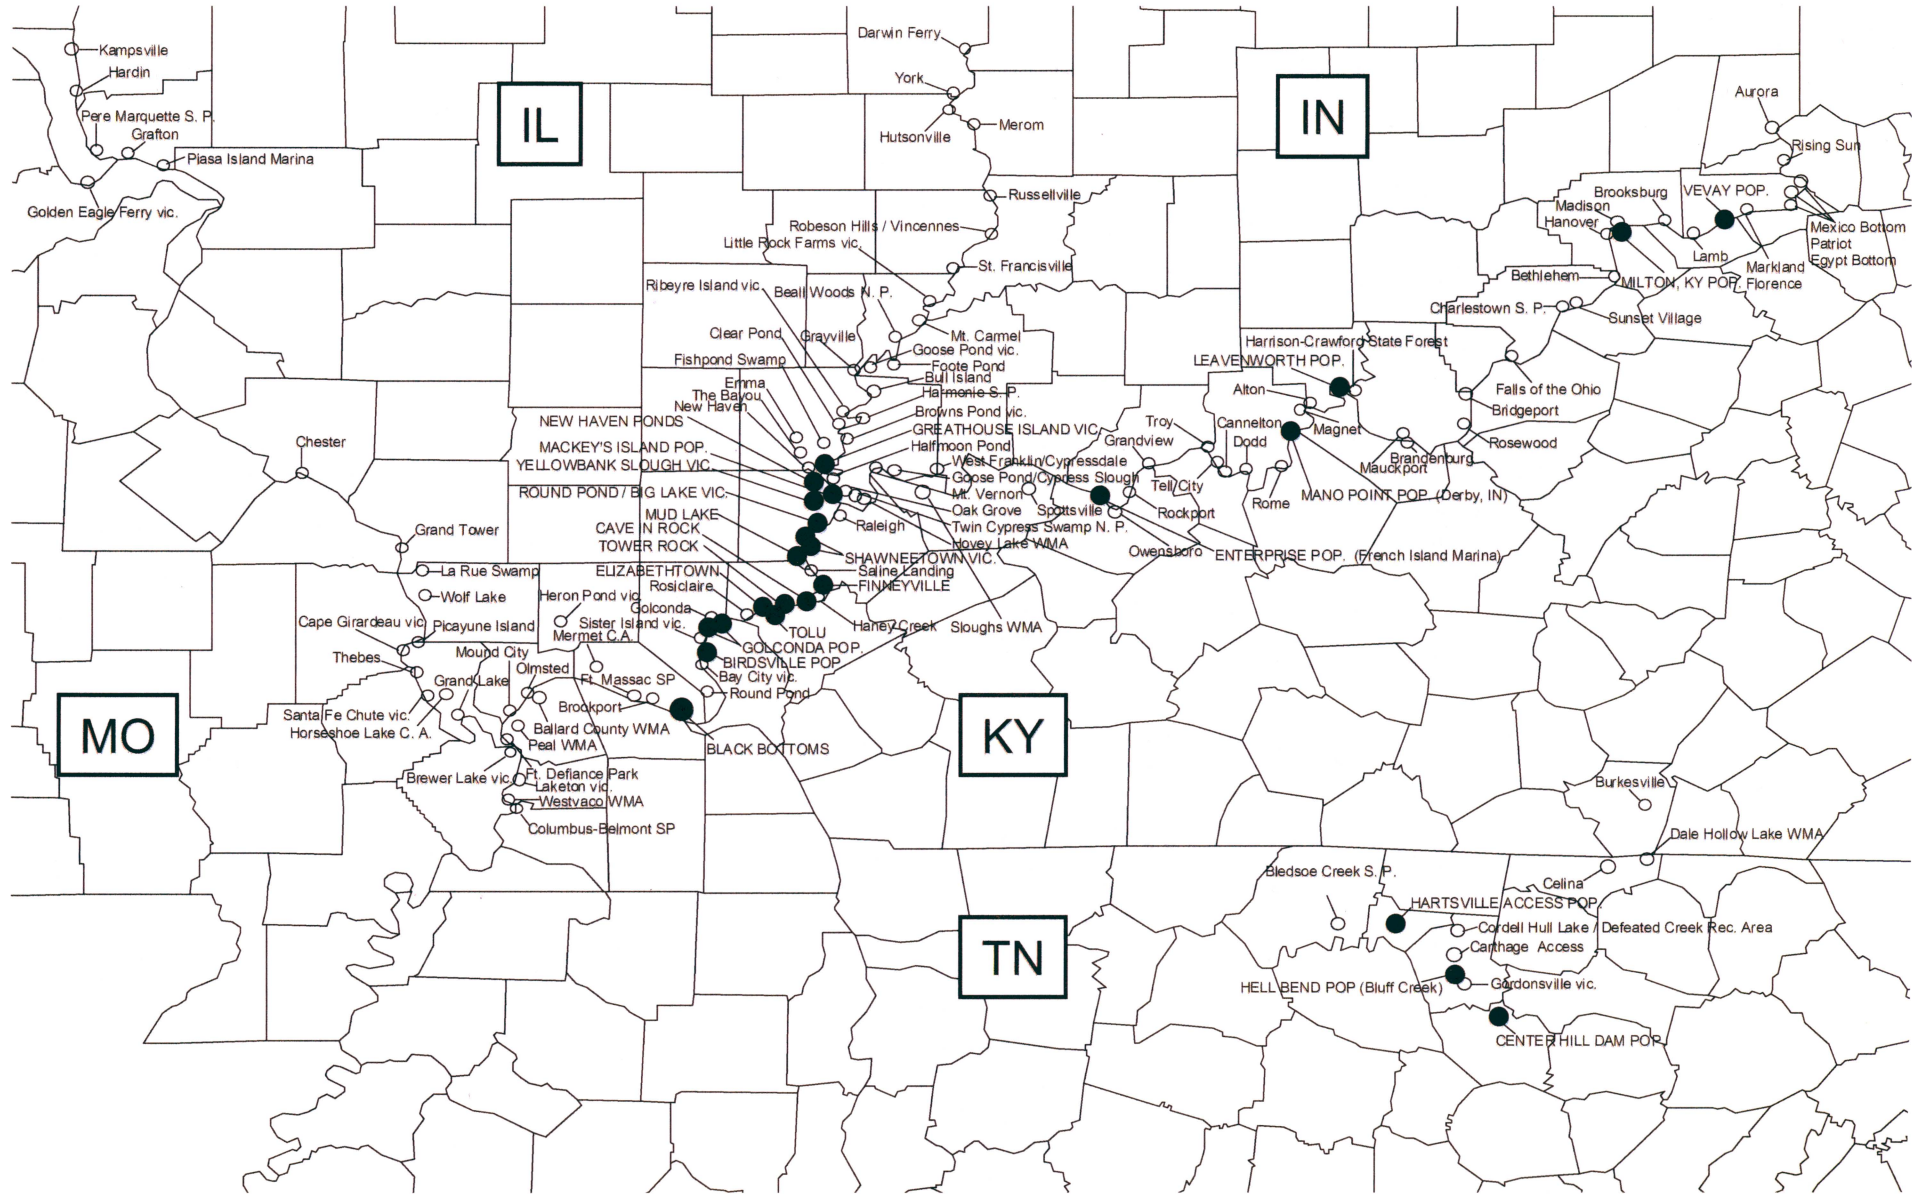 Kampsville
Hardin
Pere Marquette S. P.
Grafton
Piasa Island Marina
Golden Eagle Ferry vic.
IL
Darwin Ferry
York
Hutsonville
Merom
Russellville
Robeson Hills / Vincennes
Little Rock Farms vic.
St. Francisville
Ribeyre Island vic.
Beall Woods N. P.
Clear Pond
Grayville
Mt. Carmel
Goose Pond vic.
Fishpond Swamp
Foote Pond
Bull Island
Emma
Harmonie S. P.
The Bayou
New Haven
Browns Pond vic.
NEW HAVEN PONDS
GREATHOUSE ISLAND VIC.
MACKEY'S ISLAND POP.
Halfmoon Pond
YELLOWBANK SLOUGH VIC.
West Franklin/Cypressdale
Goose Pond/Cypress Slough
ROUND POND / BIG LAKE VIC.
Mt. Vernon
Oak Grove
Spottsville
MUD LAKE
Raleigh
Twin Cypress Swamp N. P.
CAVE IN ROCK
Hovey Lake WMA
TOWER ROCK
SHAWNEETOWN VIC.
Saline Landing
ELIZABETHTOWN
FINNEYVILLE
Rosiclaire
Golconda
Haney Creek
Sloughs WMA
TOLU
GOLCONDA POP.
BIRDSVILLE POP.
Bay City vic.
Round Pond
BLACK BOTTOMS
IN
Aurora
Rising Sun
Brooksburg
VEVAY POP.
Madison
Hanover
Mexico Bottom
Patriot
Egypt Bottom
Lamb
Markland
Florence
Bethlehem
MILTON, KY POP.
Charlestown S. P.
Sunset Village
Harrison-Crawford State Forest
LEAVENWORTH POP.
Alton
Falls of the Ohio
Bridgeport
Troy
Cannelton
Magnet
Rosewood
Grandview
Dodd
Brandenburg
Mauckport
Tell City
Rome
MANO POINT POP. (Derby, IN)
Rockport
Owensboro
ENTERPRISE POP. (French Island Marina)
Chester
Grand Tower
La Rue Swamp
Wolf Lake
Heron Pond vic.
Cape Girardeau vic.
Picayune Island
Sister Island vic.
Mermet C.A.
Thebes
Mound City
Olmsted
Grand Lake
Ft. Massac SP
Brookport
Santa Fe Chute vic.
Horseshoe Lake C. A.
Ballard County WMA
Peal WMA
Brewer Lake vic.
Ft. Defiance Park
Laketon vic.
Westvaco WMA
Columbus-Belmont SP
MO
KY
Burkesville
Dale Hollow Lake WMA
Bledsoe Creek S. P.
Celina
HARTSVILLE ACCESS POP.
Cordell Hull Lake / Defeated Creek Rec. Area
Carthage Access
TN
HELL BEND POP (Bluff Creek)
Gordonsville vic.
CENTER HILL DAM POP.